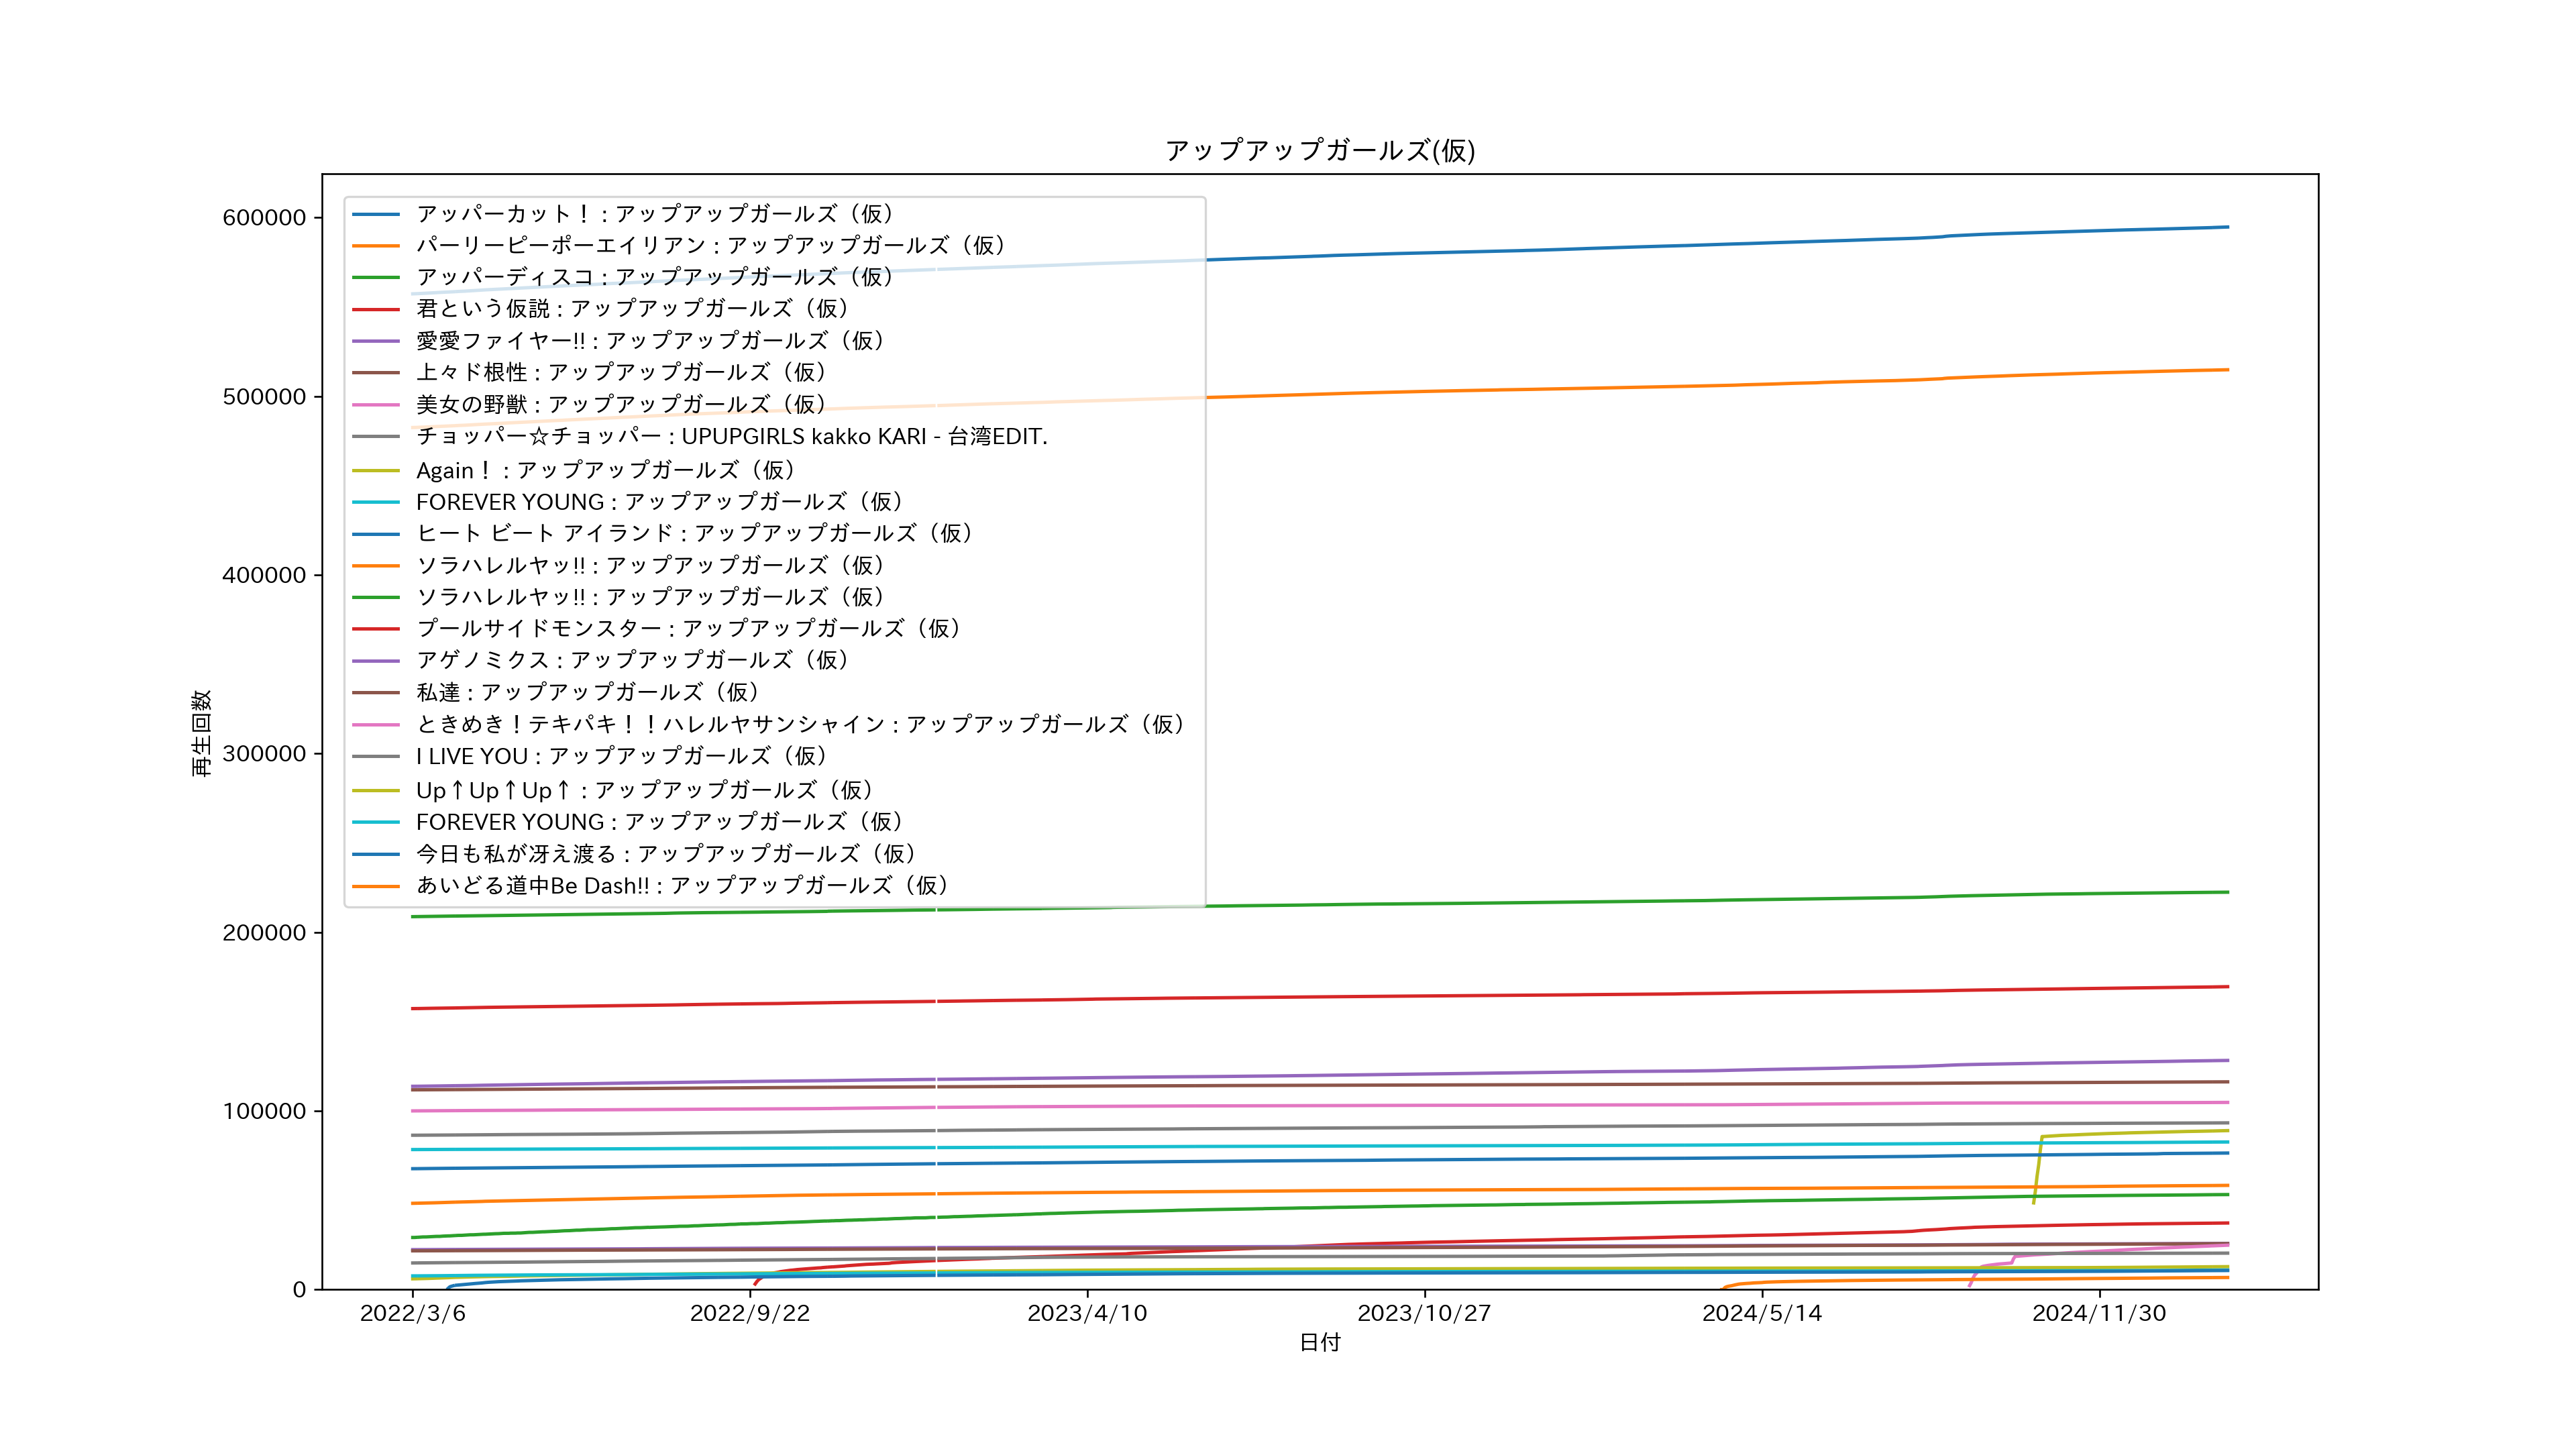 アップアップガールズ(仮)
アッパーカット！ : アップアップガールズ（仮）
パーリーピーポーエイリアン : アップアップガールズ（仮）
アッパーディスコ : アップアップガールズ（仮）
君という仮説 : アップアップガールズ（仮）
愛愛ファイヤー!! : アップアップガールズ（仮）
上々ド根性 : アップアップガールズ（仮）
美女の野獣 : アップアップガールズ（仮）
チョッパー☆チョッパー : UPUPGIRLS kakko KARI - 台湾EDIT.
Again！ : アップアップガールズ（仮）
FOREVER YOUNG : アップアップガールズ（仮）
ヒート ビート アイランド : アップアップガールズ（仮）
ソラハレルヤッ!! : アップアップガールズ（仮）
ソラハレルヤッ!! : アップアップガールズ（仮）
プールサイドモンスター : アップアップガールズ（仮）
アゲノミクス : アップアップガールズ（仮）
私達 : アップアップガールズ（仮）
ときめき！テキパキ！！ハレルヤサンシャイン : アップアップガールズ（仮）
I LIVE YOU : アップアップガールズ（仮）
Up↑Up↑Up↑ : アップアップガールズ（仮）
FOREVER YOUNG : アップアップガールズ（仮）
今日も私が冴え渡る : アップアップガールズ（仮）
あいどる道中Be Dash!! : アップアップガールズ（仮）
600000
500000
400000
300000
200000
100000
0
再生回数
2022/3/6
2022/9/22
2023/4/10
2023/10/27
2024/5/14
2024/11/30
日付